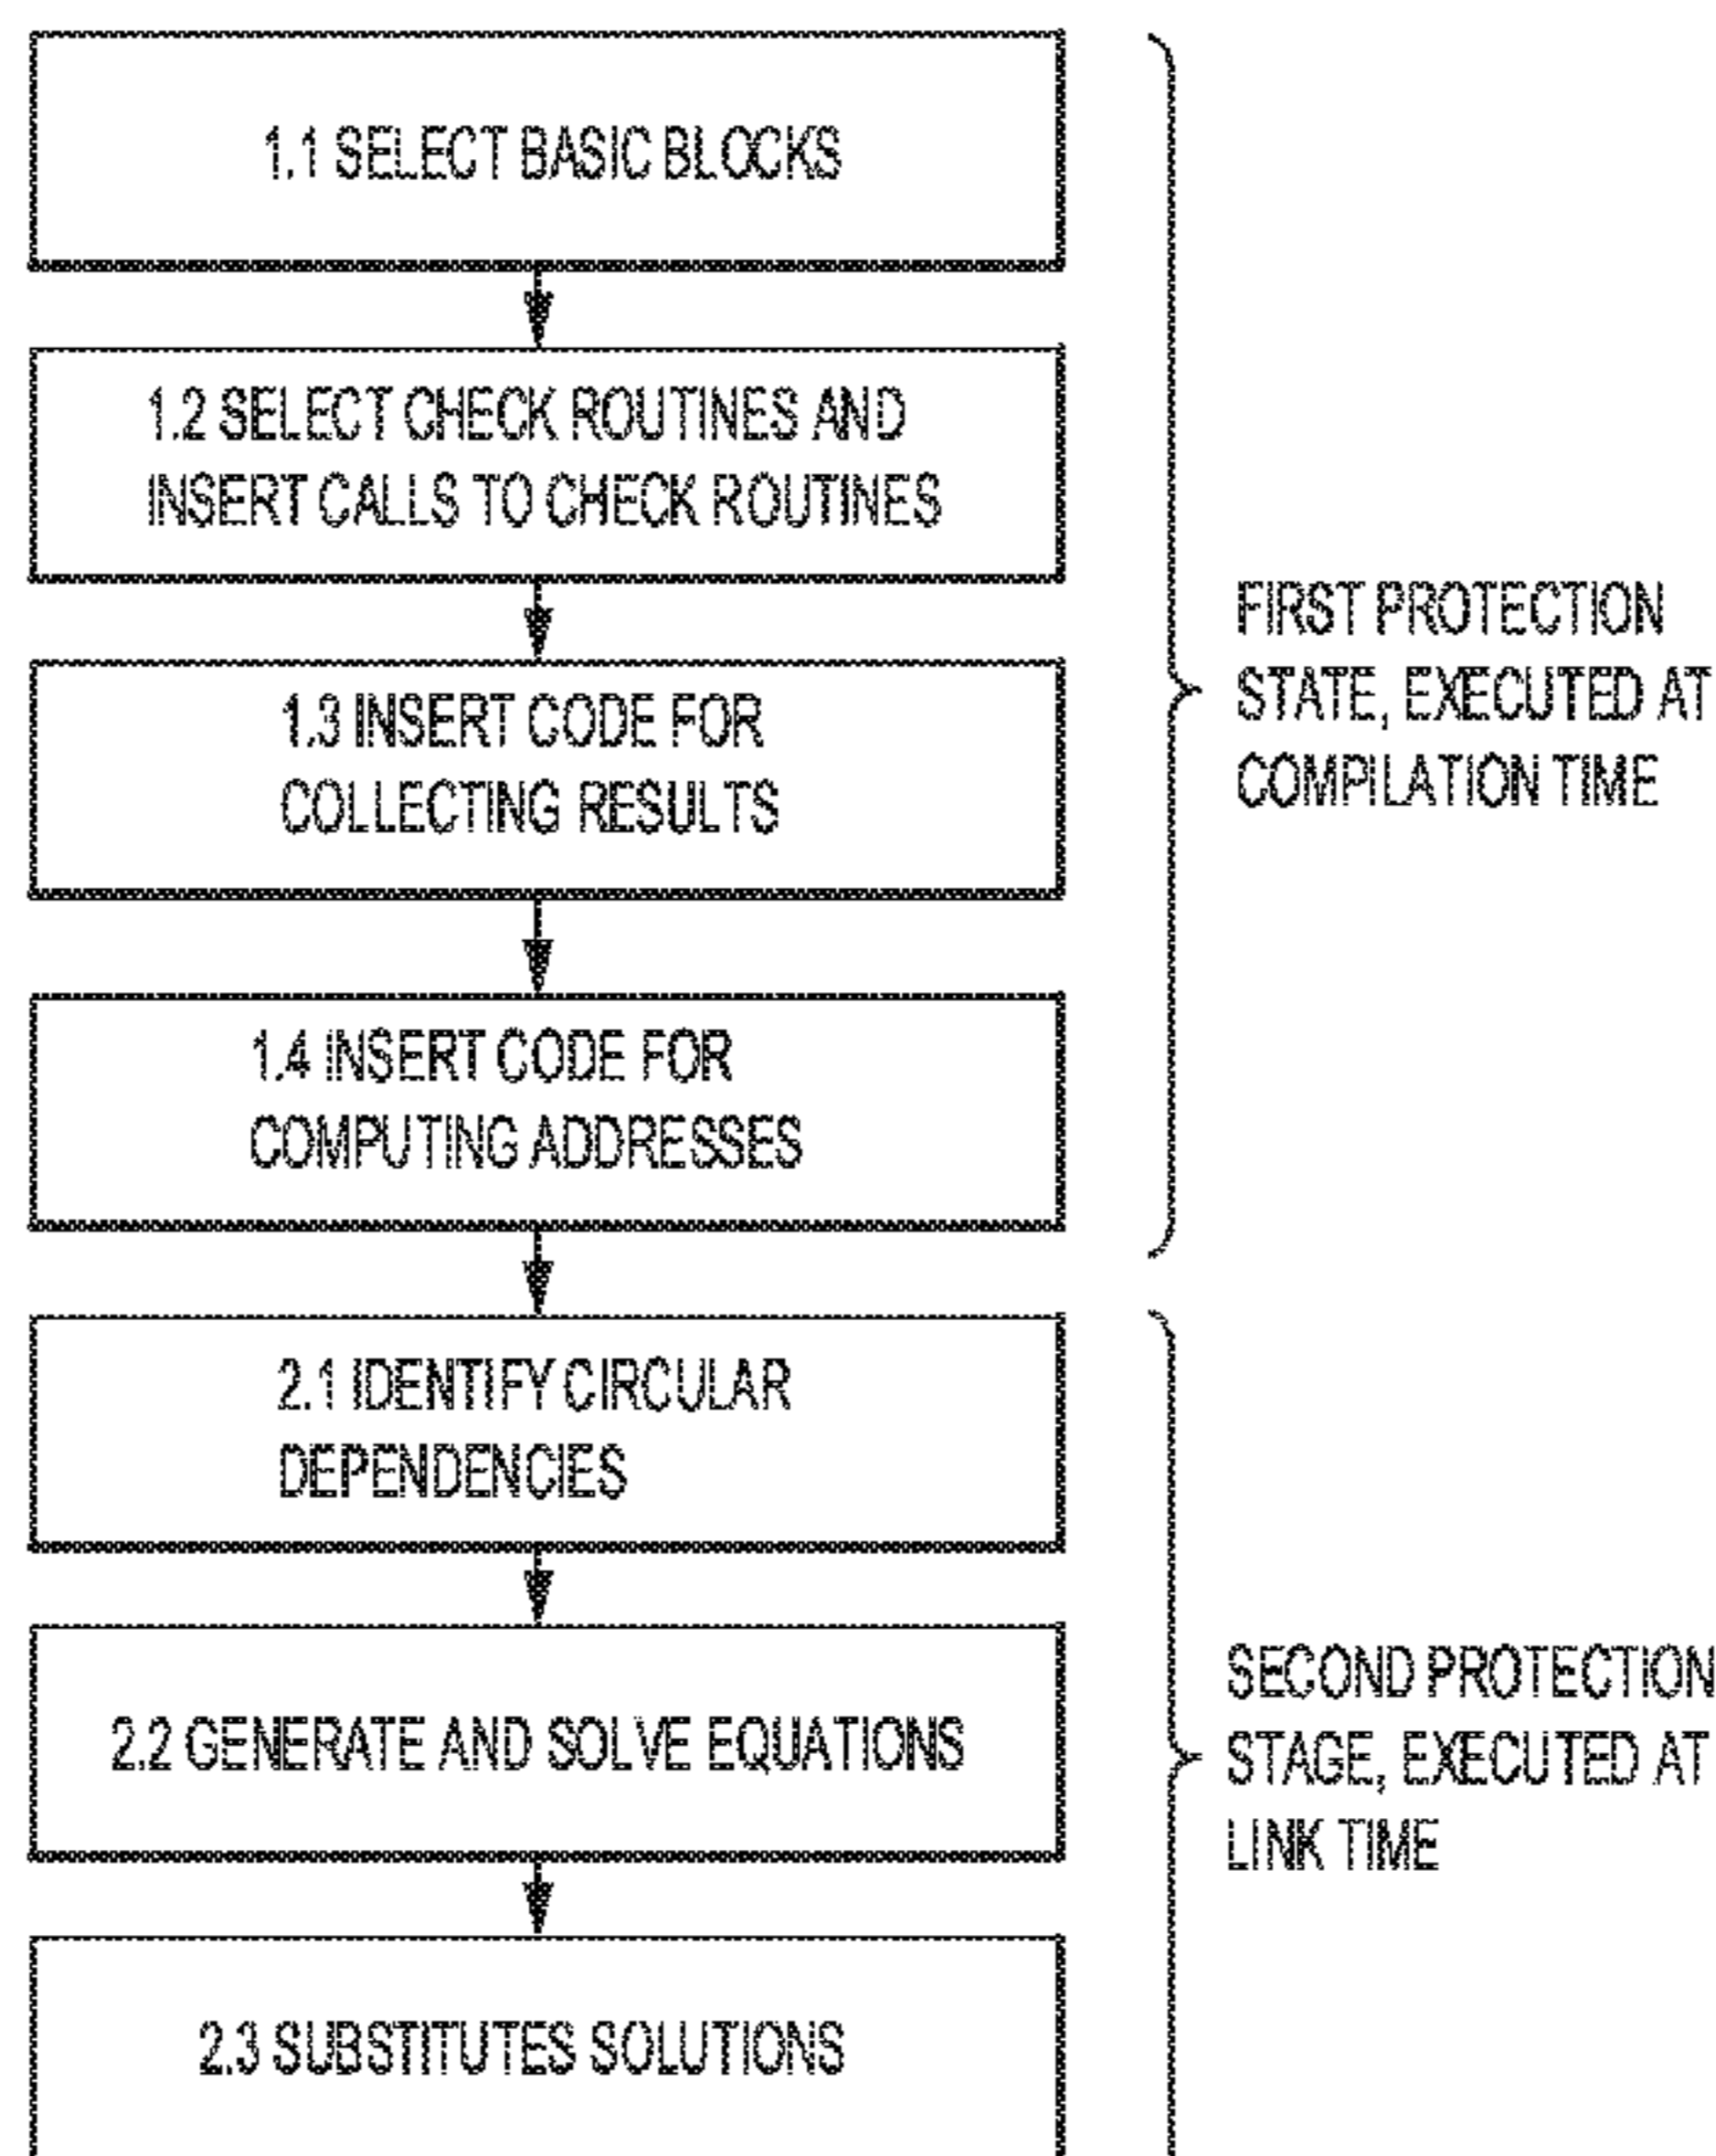 1.1 SELECT BASIC BLOCKS
1.2 SELECT CHECK ROUTINES AND
INSERT CALLS TO CHECK ROUTINES
1.3 INSERT CODE FOR
COLLECTING RESULTS
1.4 INSERT CODE FOR
COMPUTING ADDRESSES
FIRST PROTECTION
STATE, EXECUTED AT
COMPILATION TIME
2.1 IDENTIFY CIRCULAR
DEPENDENCIES
2.2 GENERATE AND SOLVE EQUATIONS
2.3 SUBSTITUTES SOLUTIONS
SECOND PROTECTION
STAGE, EXECUTED AT
LINK TIME